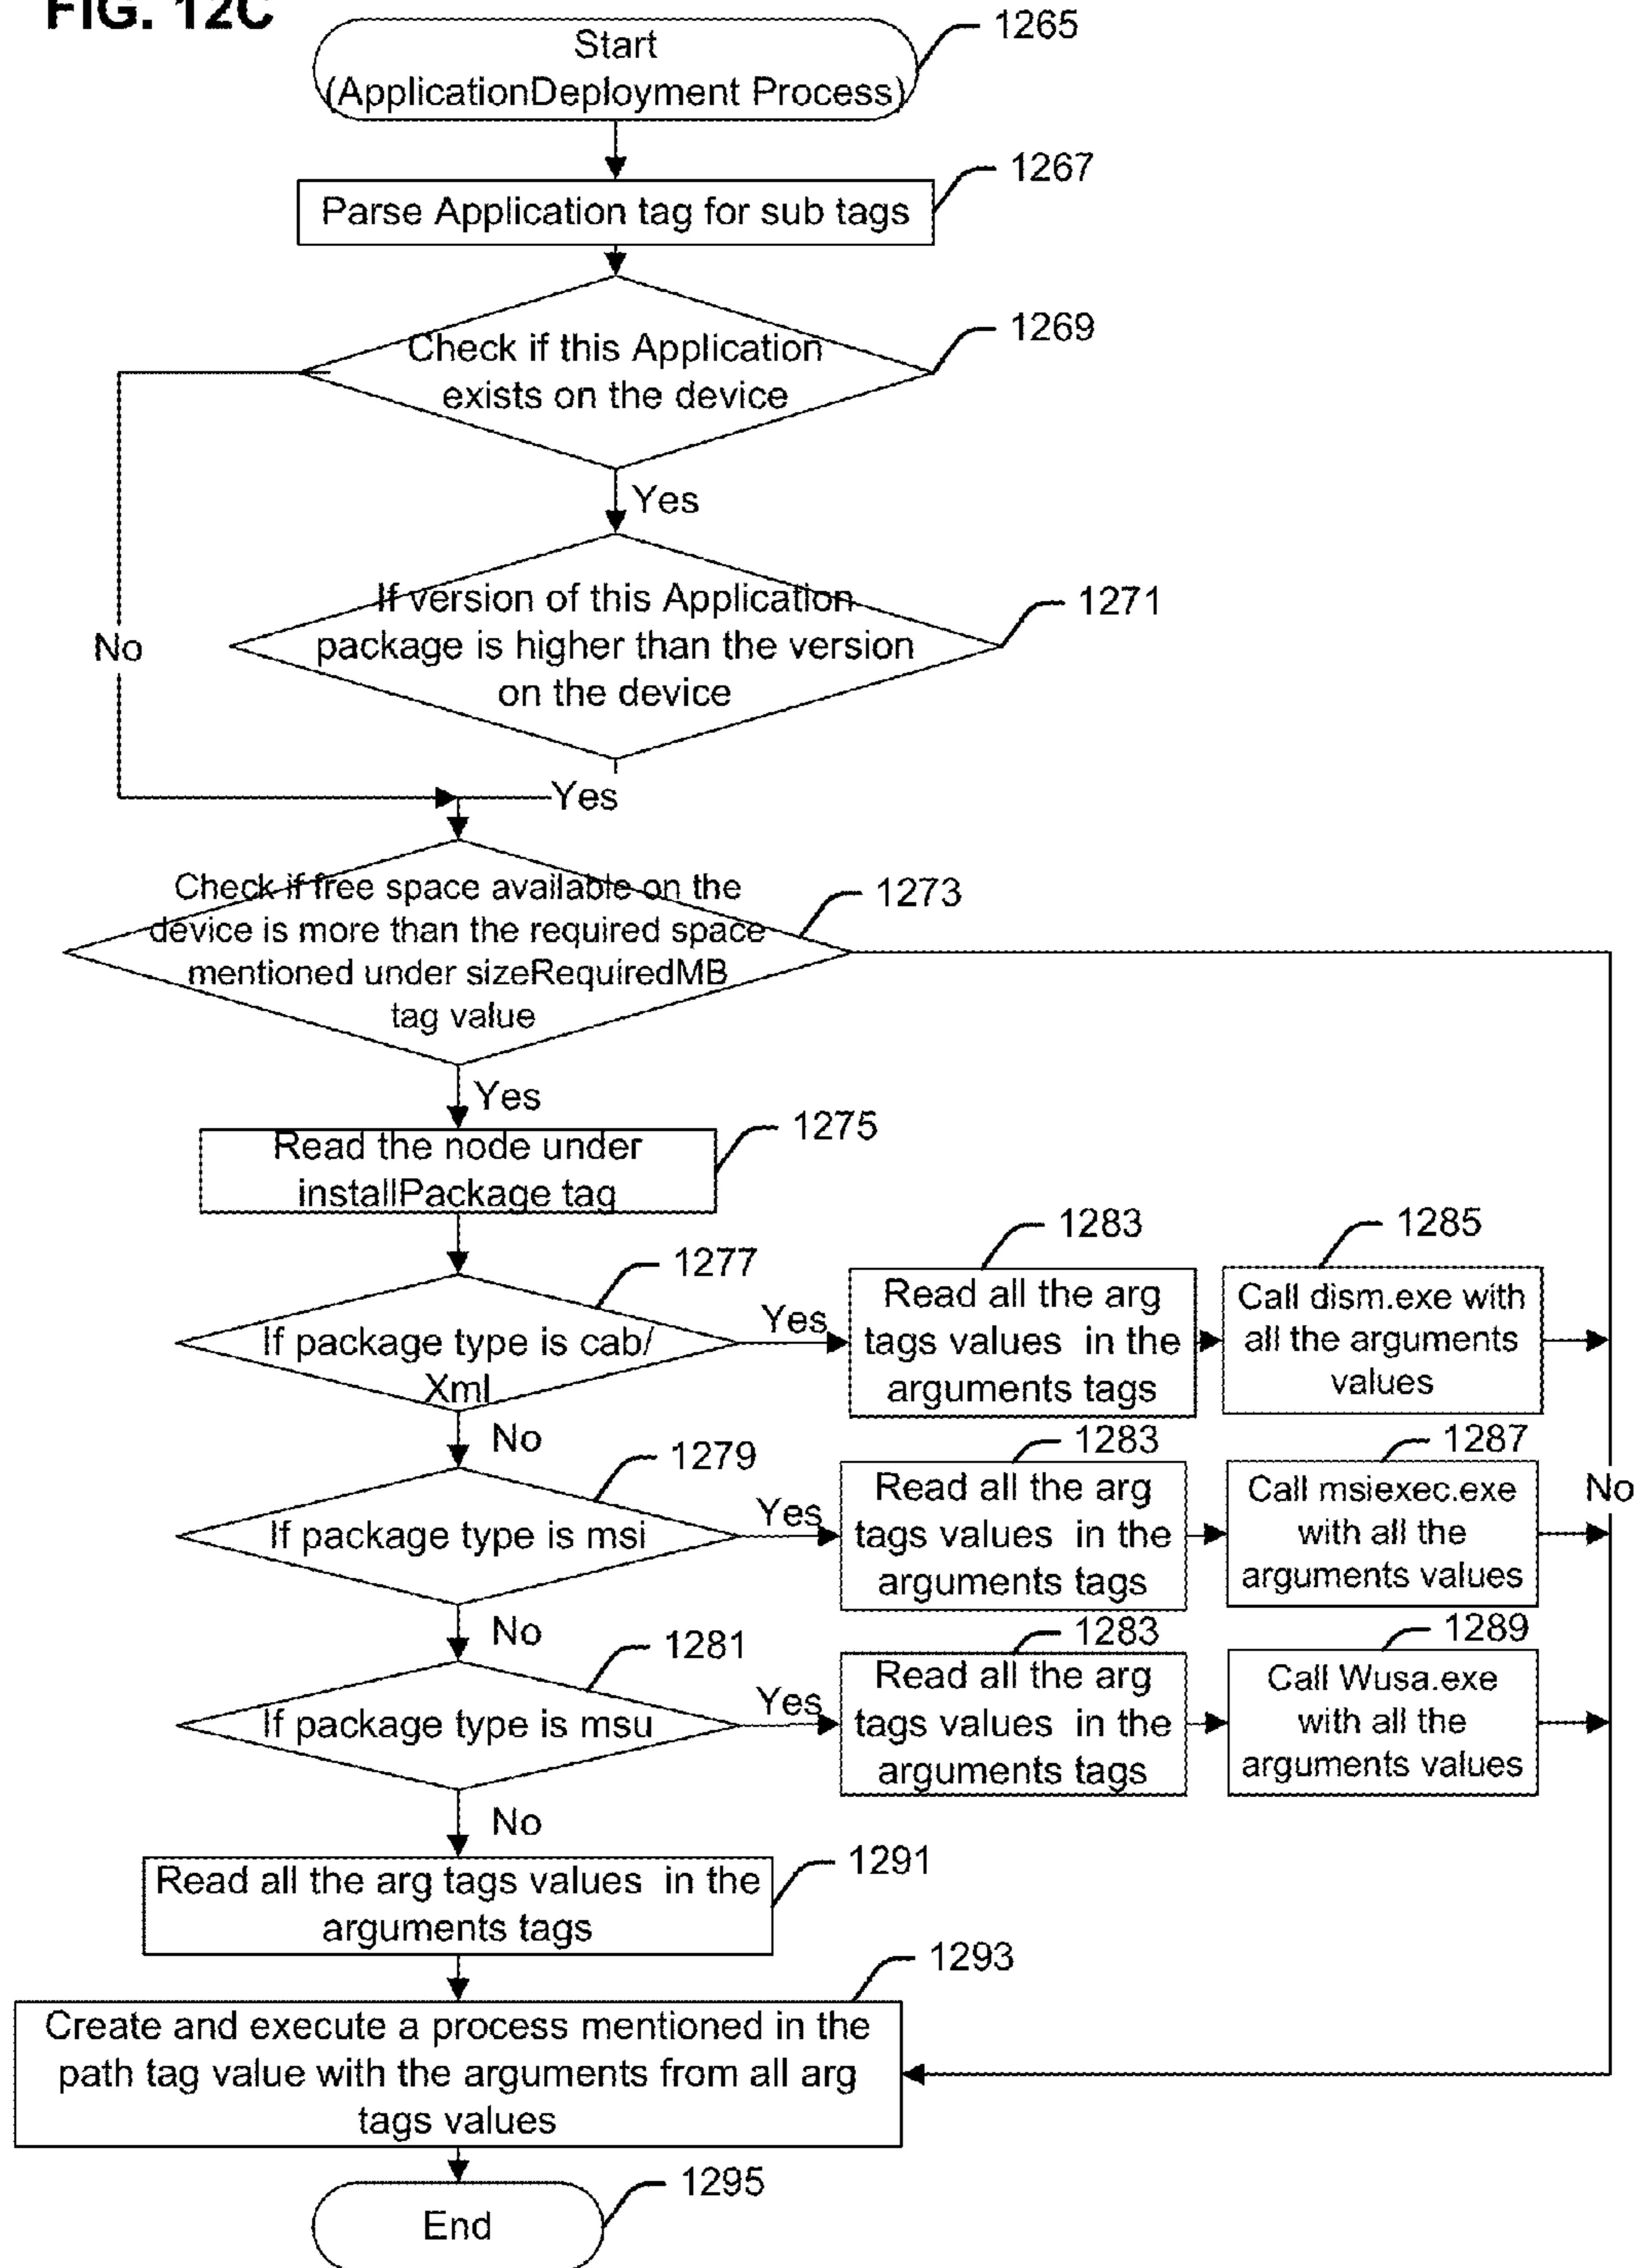 FIG. 12C
Start
(ApplicationDeployment Process)
1265
1267
Parse Application tag for sub tags
1269
Check if this Application
exists on the device
Yes
1271
If version of this Application
package is higher than the version
on the device
No
Yes
1273
Check if free space available on the
device is more than the required space
mentioned under sizeRequiredMB
tag value
Yes
1275
Read the node under
installPackage tag
1277
If package type is cab/
Xml
Yes
1283
Read all the arg
tags values in the
arguments tags
1285
Call dism.exe with
all the arguments
values
No
1279
If package type is msi
Yes
1283
Read all the arg
tags values in the
arguments tags
1287
Call msiexec.exe
with all the
arguments values
No
No
1281
If package type is msu
Yes
1283
Read all the arg
tags values in the
arguments tags
1289
Call Wusa.exe
with all the
arguments values
No
1291
Read all the arg tags values in the
arguments tags
1293
Create and execute a process mentioned in the
path tag value with the arguments from all arg
tags values
1295
End